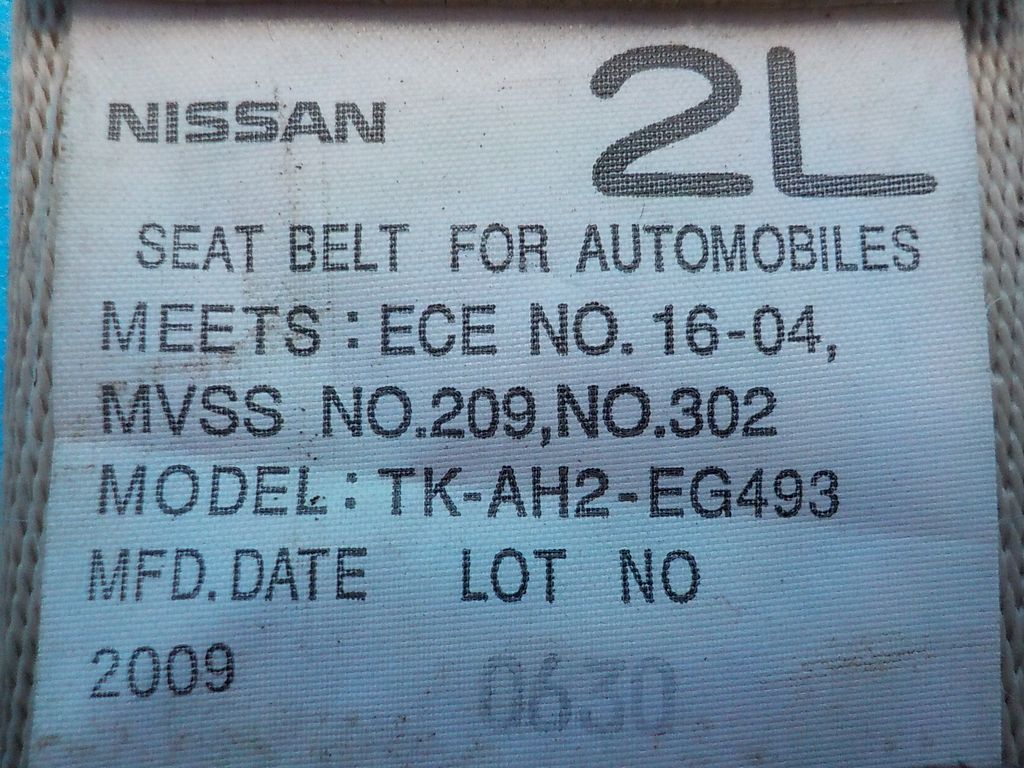 NISSAN 2L
SEAT BELT FOR AUTOMOBILES
MEETS : ECE NO. 16-04,
MVSS NO.209,NO.302
MODEL : TK-AH2-EG493
MFD.DATE LOT NO
2009